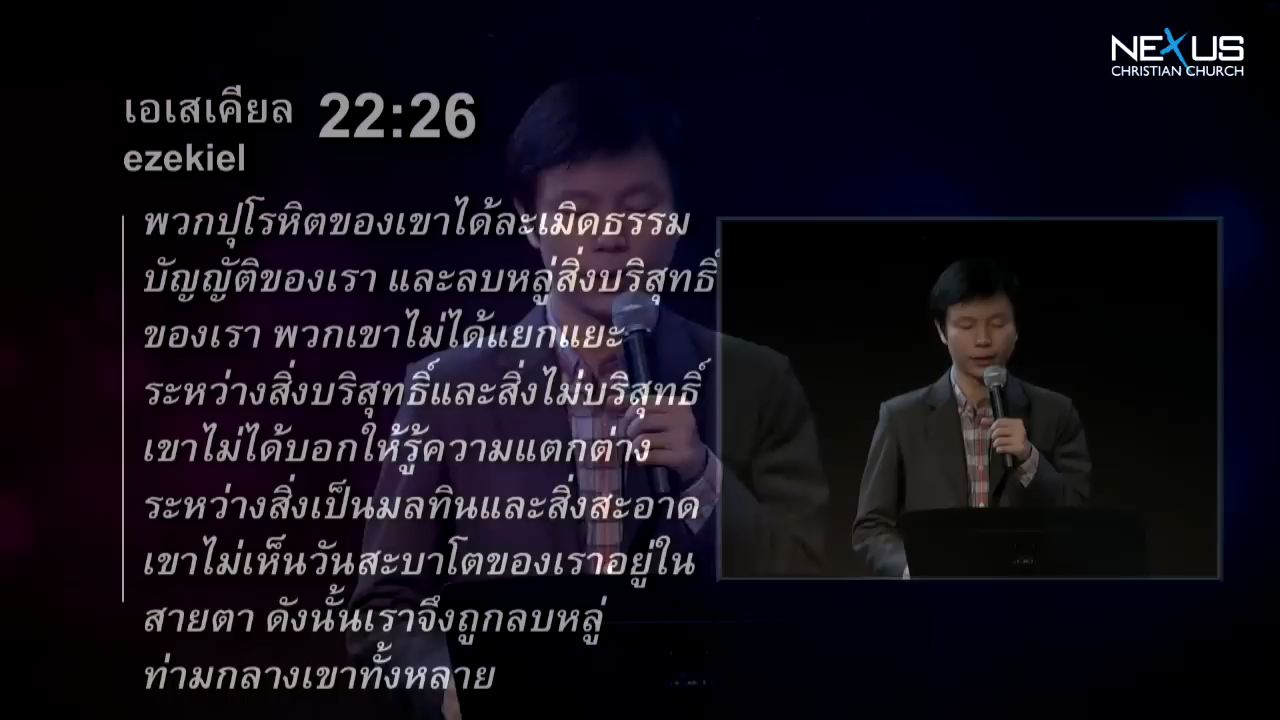 NEXUS
CHRISTIAN CHURCH
เอเสเคียล 22:26
ezekiel
พวกปุโรหิตของเขาได้ละเมิดธรรม
บัญญัติของเรา และลบหลู่สิ่งบริสุทธิ์
ของเรา พวกเขาไม่ได้แยกแยะ
ระหว่างสิ่งบริสุทธิ์และสิ่งไม่บริสุทธิ์
เขาไม่ได้บอกให้รู้ความแตกต่าง
ระหว่างสิ่งเป็นมลทินและสิ่งสะอาด
เขาไม่เห็นวันสะบาโตของเราอยู่ใน
สายตา ดังนั้นเราจึงถูกลบหลู่
ท่ามกลางเขาทั้งหลาย